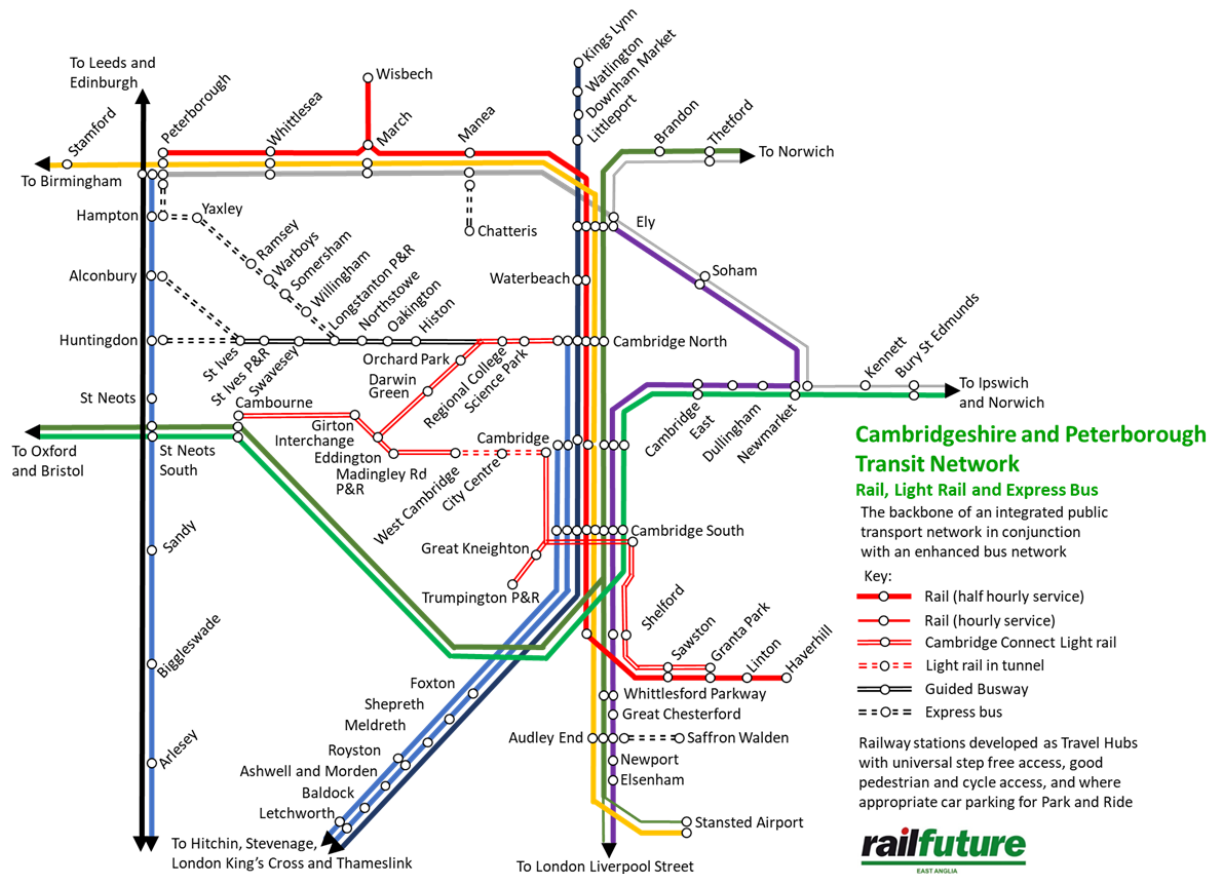 To Leeds and
Edinburgh
Stamford
Peterborough
Whittlesea
Wisbech
March
Manea
Kings Lynn
Watlington
Downham Market
Littleport
Brandon
Thetford
To Norwich
To Birmingham
Hampton
Yaxley
Ramsey
Warboys
Somersham
Willingham
Longstanton P&R
Northstowe
Oakington
Histon
Chatteris
Ely
Soham
Waterbeach
Alconbury
Huntingdon
St Ives
St Ives P&R
Swavesey
Orchard Park
Darwin
Green
Regional College
Science Park
Cambridge North
Kennett
Bury St Edmunds
To Ipswich
and Norwich
St Neots
Cambourne
Girton
Interchange
Eddington
Madingley Rd
P&R
West Cambridge
City Centre
Cambridge
Cambridge
East
Dullingham
Newmarket
To Oxford
and Bristol
St Neots
South
Cambridge South
Great Kneighton
Trumpington P&R
Sandy
Biggleswade
Arlesey
Shelford
Sawston
Granta Park
Linton
Haverhill
Foxton
Shepreth
Meldreth
Royston
Ashwell and Morden
Baldock
Letchworth
Whittlesford Parkway
Great Chesterford
Audley End
Saffron Walden
Newport
Elsenham
Stansted Airport
To Hitchin, Stevenage,
London King's Cross and Thameslink
To London Liverpool Street
Cambridgeshire and Peterborough
Transit Network
Rail, Light Rail and Express Bus
The backbone of an integrated public
transport network in conjunction
with an enhanced bus network
Key:
Rail (half hourly service)
Rail (hourly service)
Cambridge Connect Light rail
Light rail in tunnel
Guided Busway
Express bus
Railway stations developed as Travel Hubs
with universal step free access, good
pedestrian and cycle access, and where
appropriate car parking for Park and Ride
railfuture
EAST ANGLIA